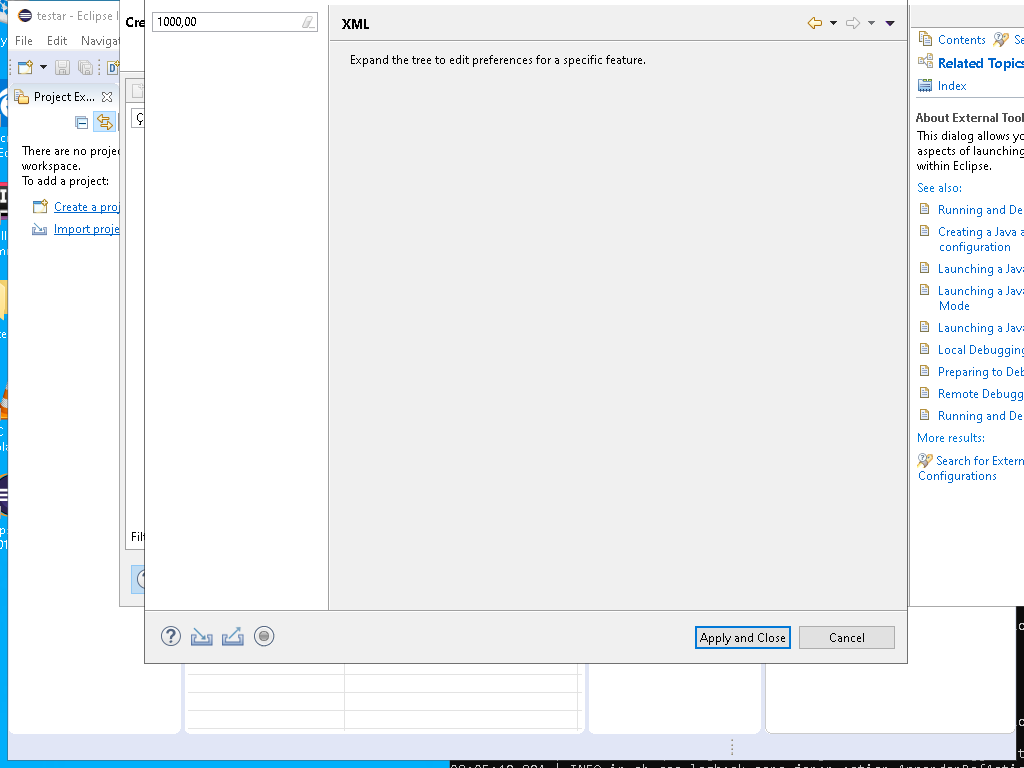 testar - Eclipse
File Edit Navigat
Project Ex...
There are no
workspace.
To add a project:
Create a
Import
Cre
Ç
Filt
1000,00
XML
Expand the tree to edit preferences for a specific feature.
Apply and Close
Cancel
Contents Se
Related Topics
Index
About External Tool
This dialog allows yo
aspects of launching
within Eclipse.
See also:
Running and De
Creating a Java a
configuration
Launching a Java
Launching a Java
Mode
Launching a Java
Local Debugging
Preparing to Deb
Remote Debugg
Running and De
More results:
Search for Extern
Configurations